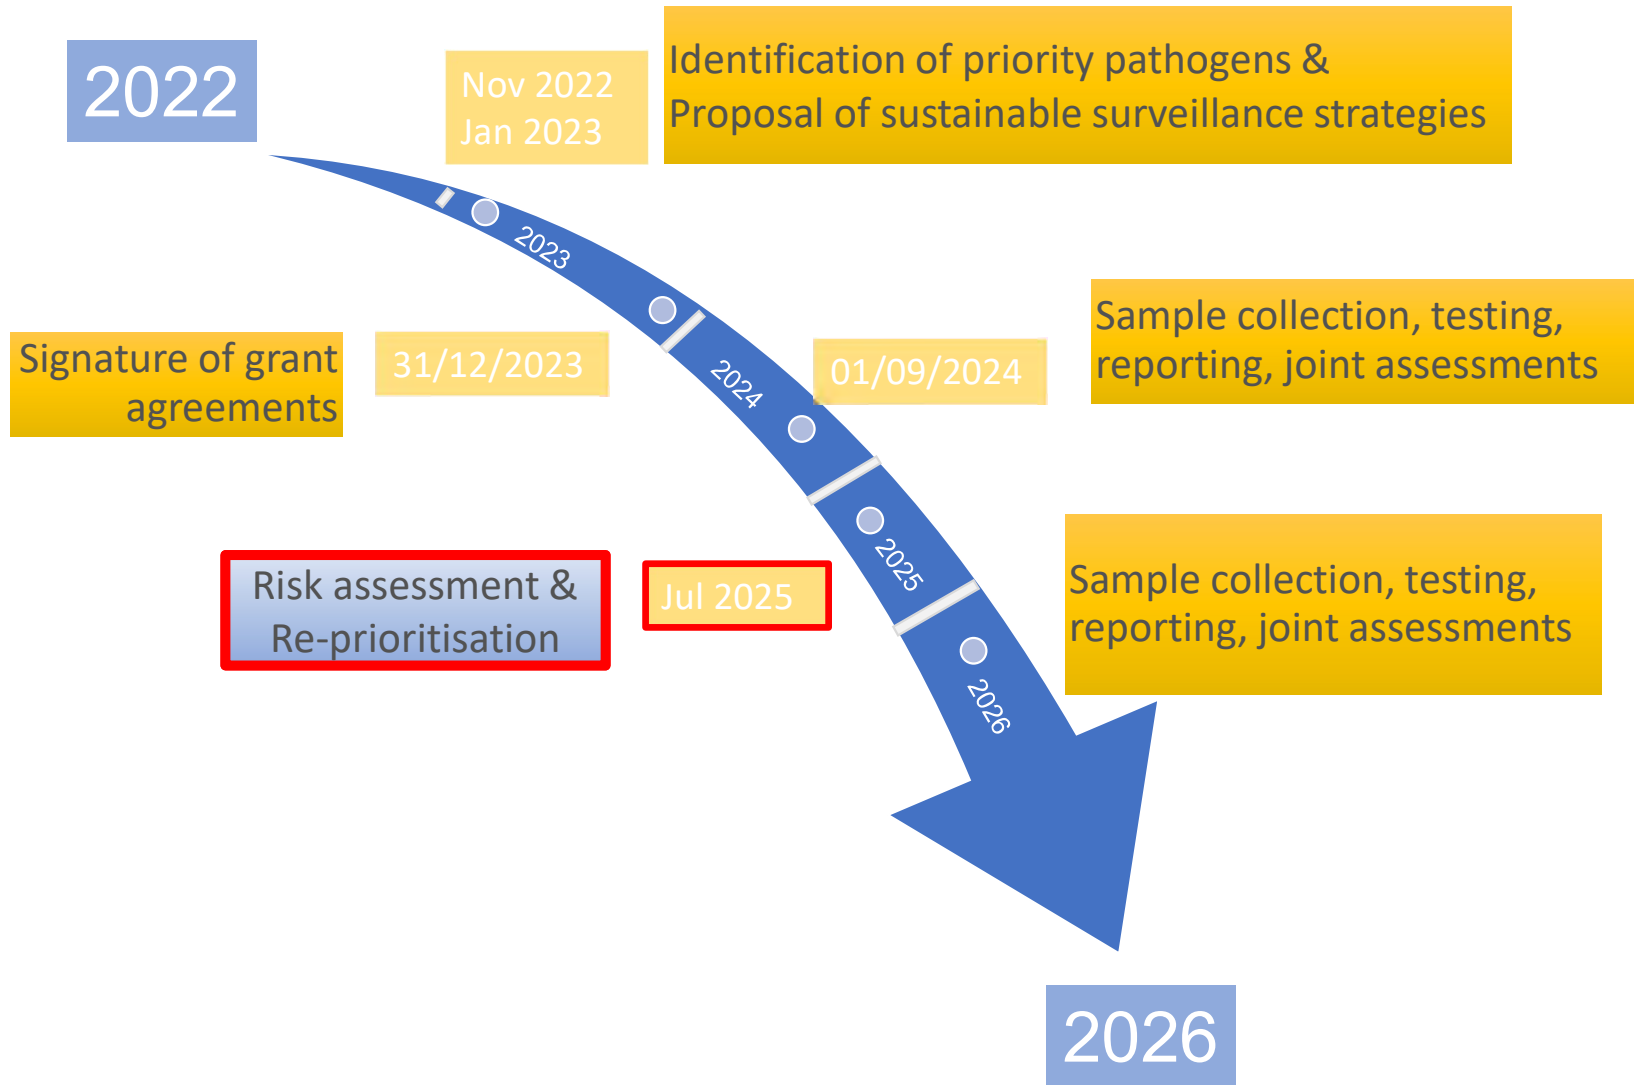 2022
Nov 2022
Jan 2023
Identification of priority pathogens &
Proposal of sustainable surveillance strategies
2023
Signature of grant
agreements
31/12/2023
2024
01/09/2024
Sample collection, testing,
reporting, joint assessments
Risk assessment &
Re-prioritisation
Jul 2025
2025
Sample collection, testing,
reporting, joint assessments
2026
2026